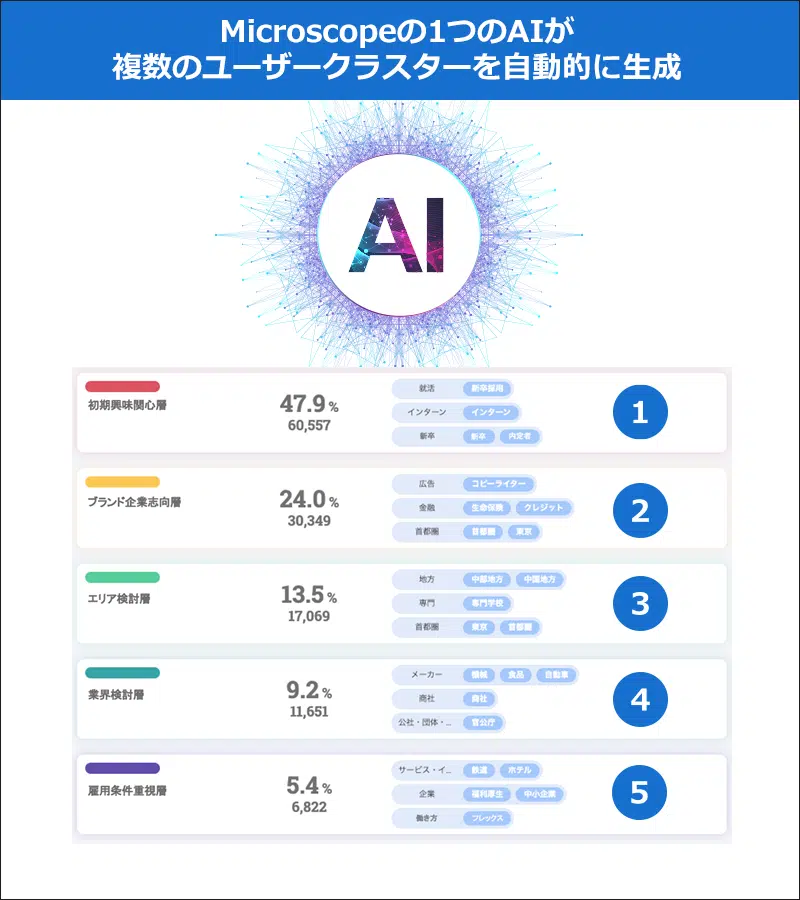 Microscopeの1つのAIが
複数のユーザークラスターを自動的に生成
AI
初期興味関心層
47.9 %
60,557
就活 新卒採用
インターン インターン
新卒 新卒 内定者
1
ブランド企業志向層
24.0 %
30,349
広告 コピーライター
金融 生命保険 クレジット
首都圏 首都圏 東京
2
エリア検討層
13.5 %
17,069
地方 中部地方 中国地方
専門 専門学校
首都圏 東京 首都圏
3
業界検討層
9.2 %
11,651
メーカー 機械 食品 自動車
商社 商社
公社・団体・... 官公庁
4
雇用条件重視層
5.4 %
6,822
サービス・イ... 鉄道 ホテル
企業 福利厚生 中小企業
働き方 フレックス
5